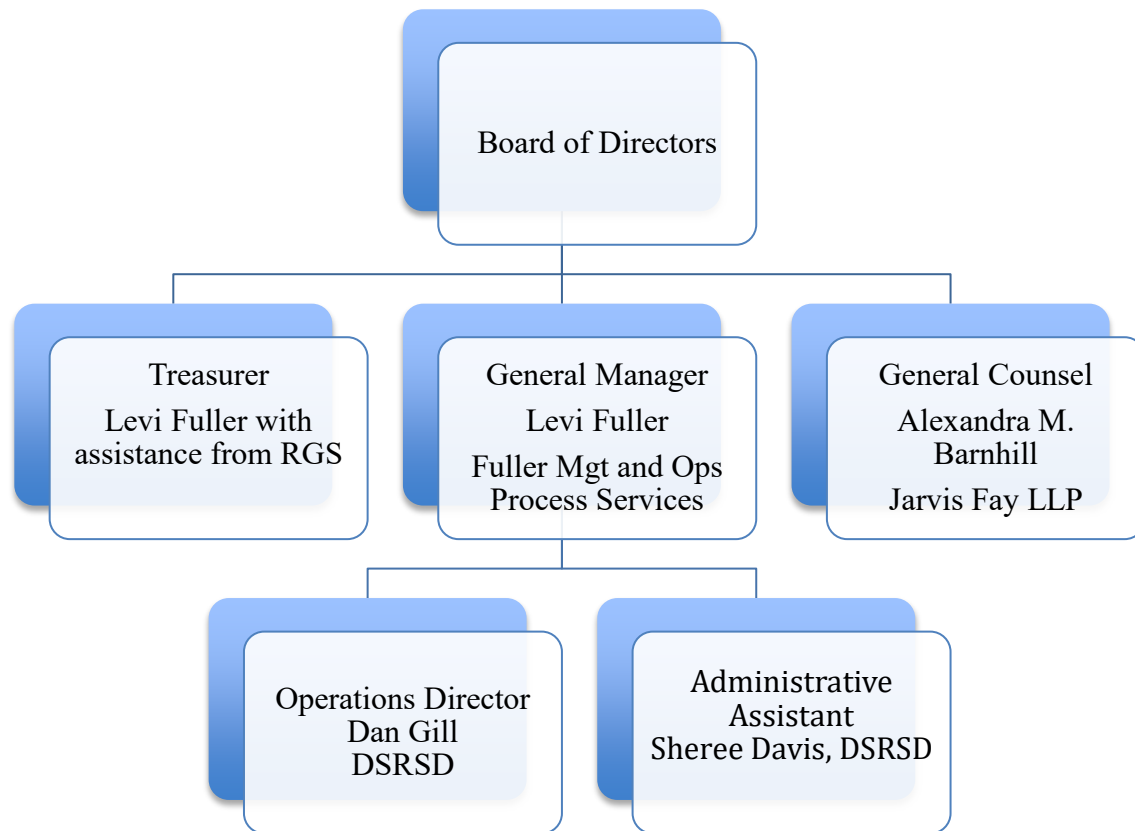 Board of Directors
Treasurer
Levi Fuller with
assistance from RGS
General Manager
Levi Fuller
Fuller Mgt and Ops
Process Services
General Counsel
Alexandra M.
Barnhill
Jarvis Fay LLP
Operations Director
Dan Gill
DSRSD
Administrative
Assistant
Sheree Davis, DSRSD